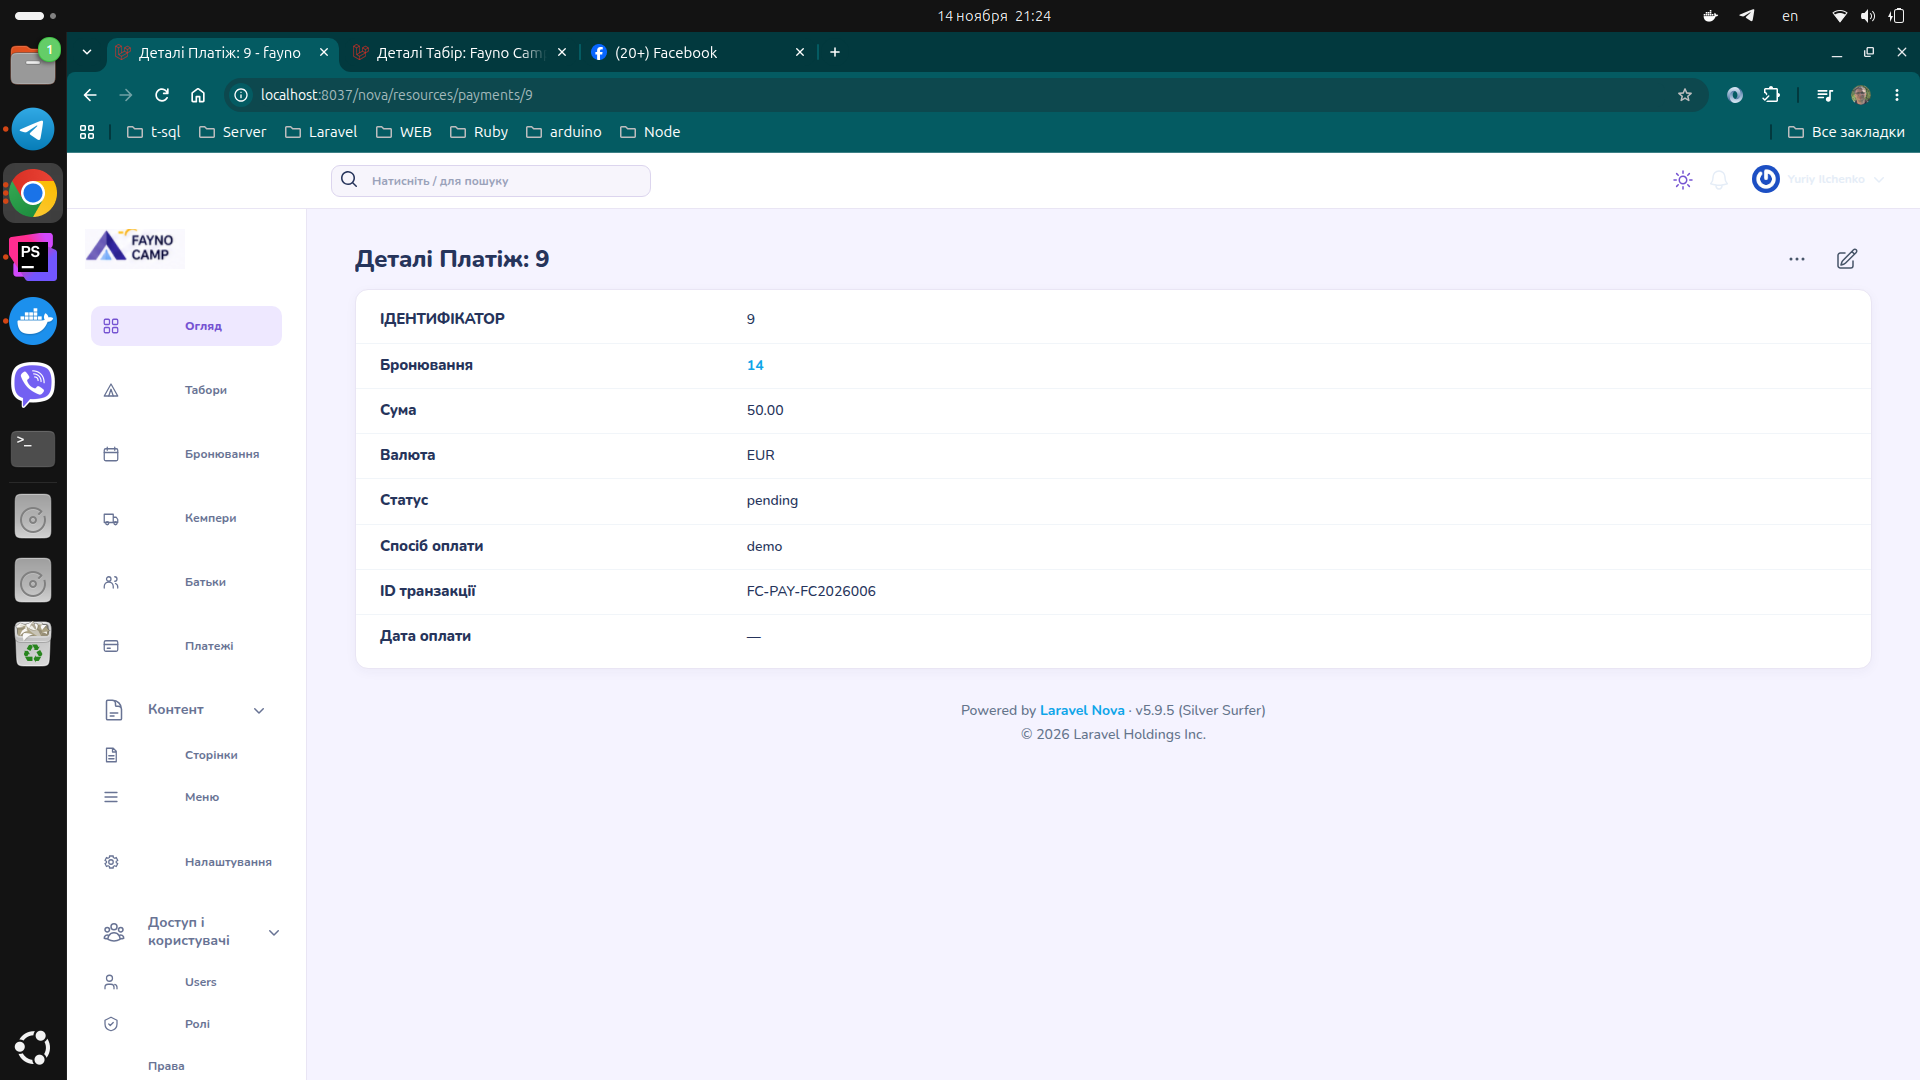 14 ноября 21:24
en
1
Деталі Платіж: 9 - fayno
Деталі Табір: Fayno Cam
(20+) Facebook
localhost:8037/nova/resources/payments/9
t-sql
Server
Laravel
WEB
Ruby
arduino
Node
Все закладки
Натисніть / для пошуку
Yuriy Ilchenko
FAYNO
CAMP
PS
>_
Огляд
Табори
Бронювання
Кемпери
Батьки
Платежі
Контент
Сторінки
Меню
Налаштування
Доступ і
користувачі
Users
Ролі
Права
Деталі Платіж: 9
ІДЕНТИФІКАТОР 9
Бронювання 14
Сума 50.00
Валюта EUR
Статус pending
Спосіб оплати demo
ID транзакції FC-PAY-FC2026006
Дата оплати —
Powered by Laravel Nova · v5.9.5 (Silver Surfer)
© 2026 Laravel Holdings Inc.